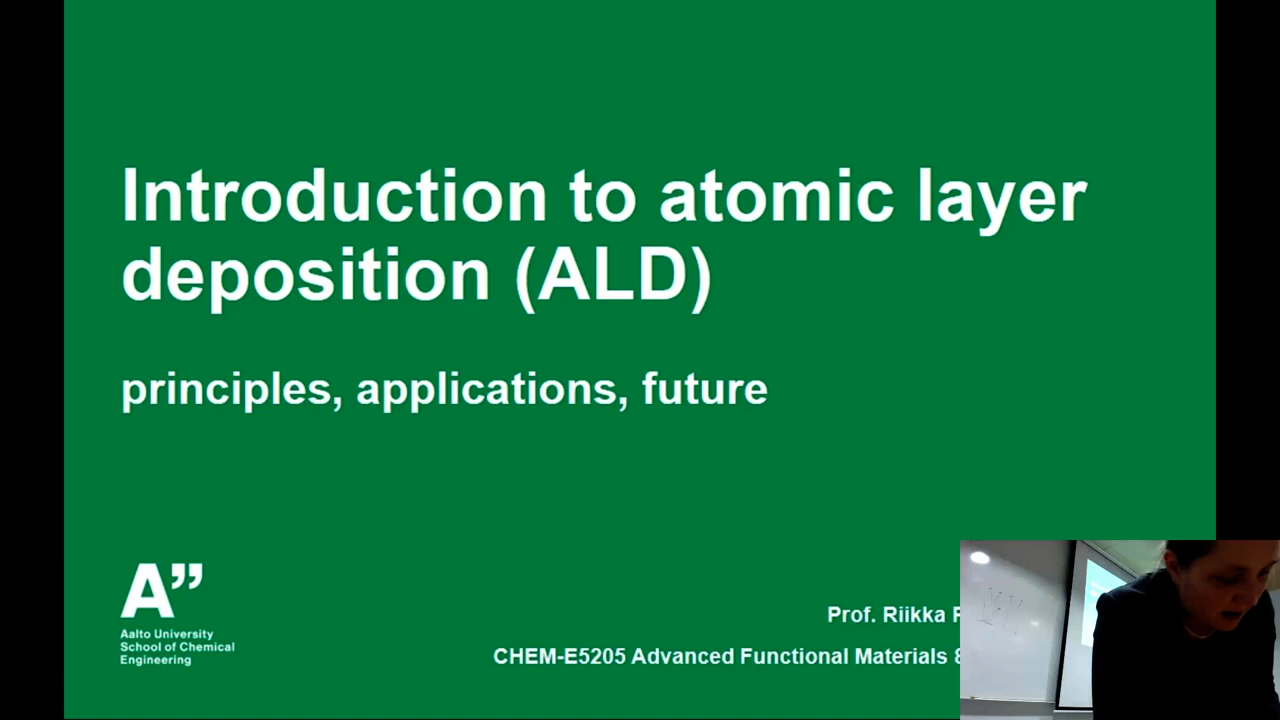 Introduction to atomic layer
deposition (ALD)
principles, applications, future
A”
Aalto University
School of Chemical
Engineering
Prof. Riikka
CHEM-E5205 Advanced Functional Materials